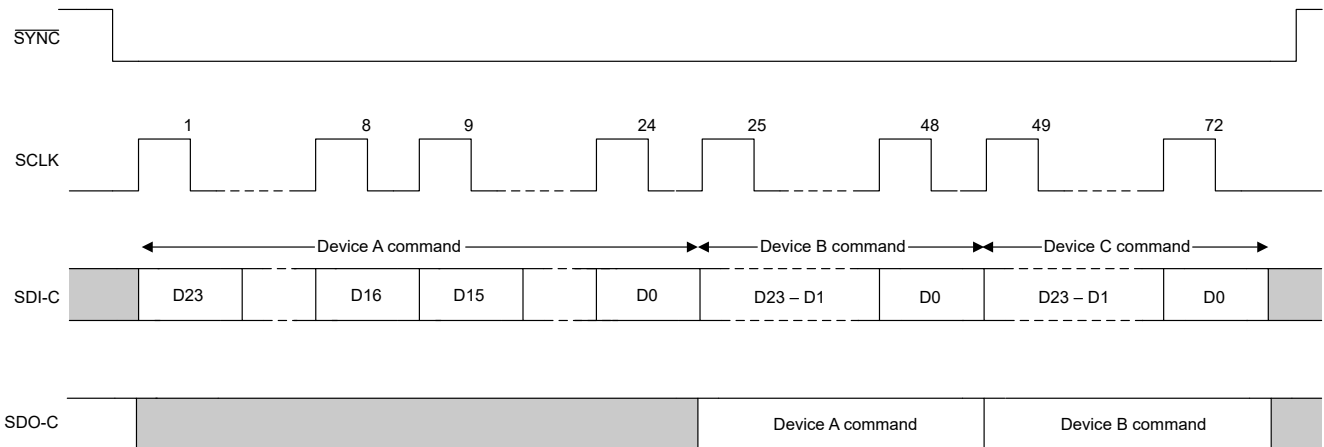 SYNC
1 8 9 24 25 48 49 72
SCLK
Device A command Device B command Device C command
SDI-C D23 D16 D15 D0 D23 – D1 D0 D23 – D1 D0
SDO-C Device A command Device B command